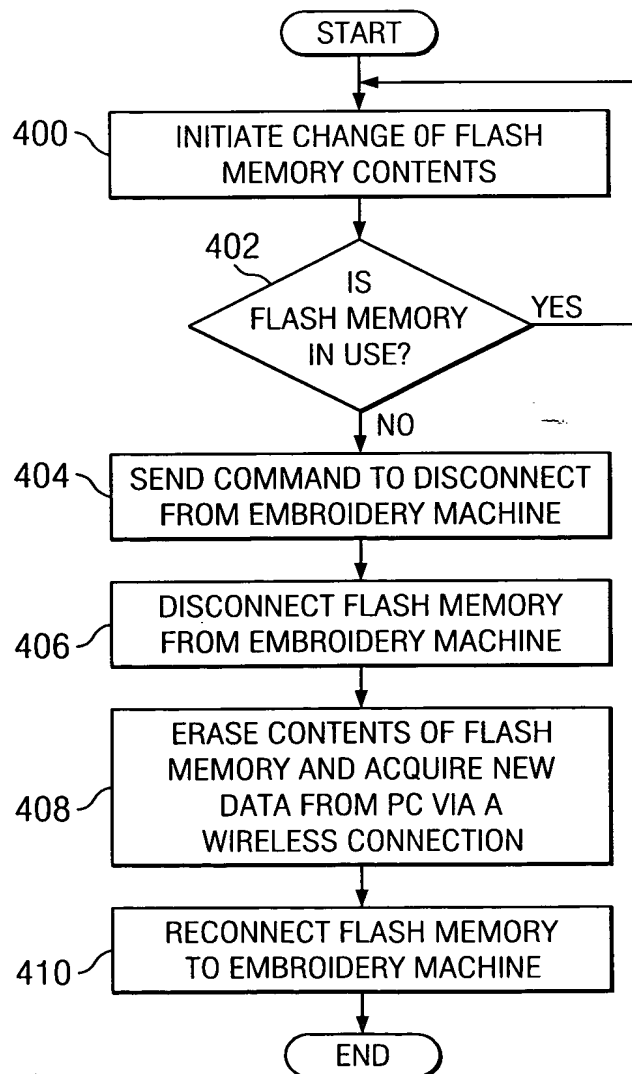 START
400
INITIATE CHANGE OF FLASH
MEMORY CONTENTS
402
IS
FLASH MEMORY
IN USE?
YES
NO
404
SEND COMMAND TO DISCONNECT
FROM EMBROIDERY MACHINE
406
DISCONNECT FLASH MEMORY
FROM EMBROIDERY MACHINE
408
ERASE CONTENTS OF FLASH
MEMORY AND ACQUIRE NEW
DATA FROM PC VIA A
WIRELESS CONNECTION
410
RECONNECT FLASH MEMORY
TO EMBROIDERY MACHINE
END